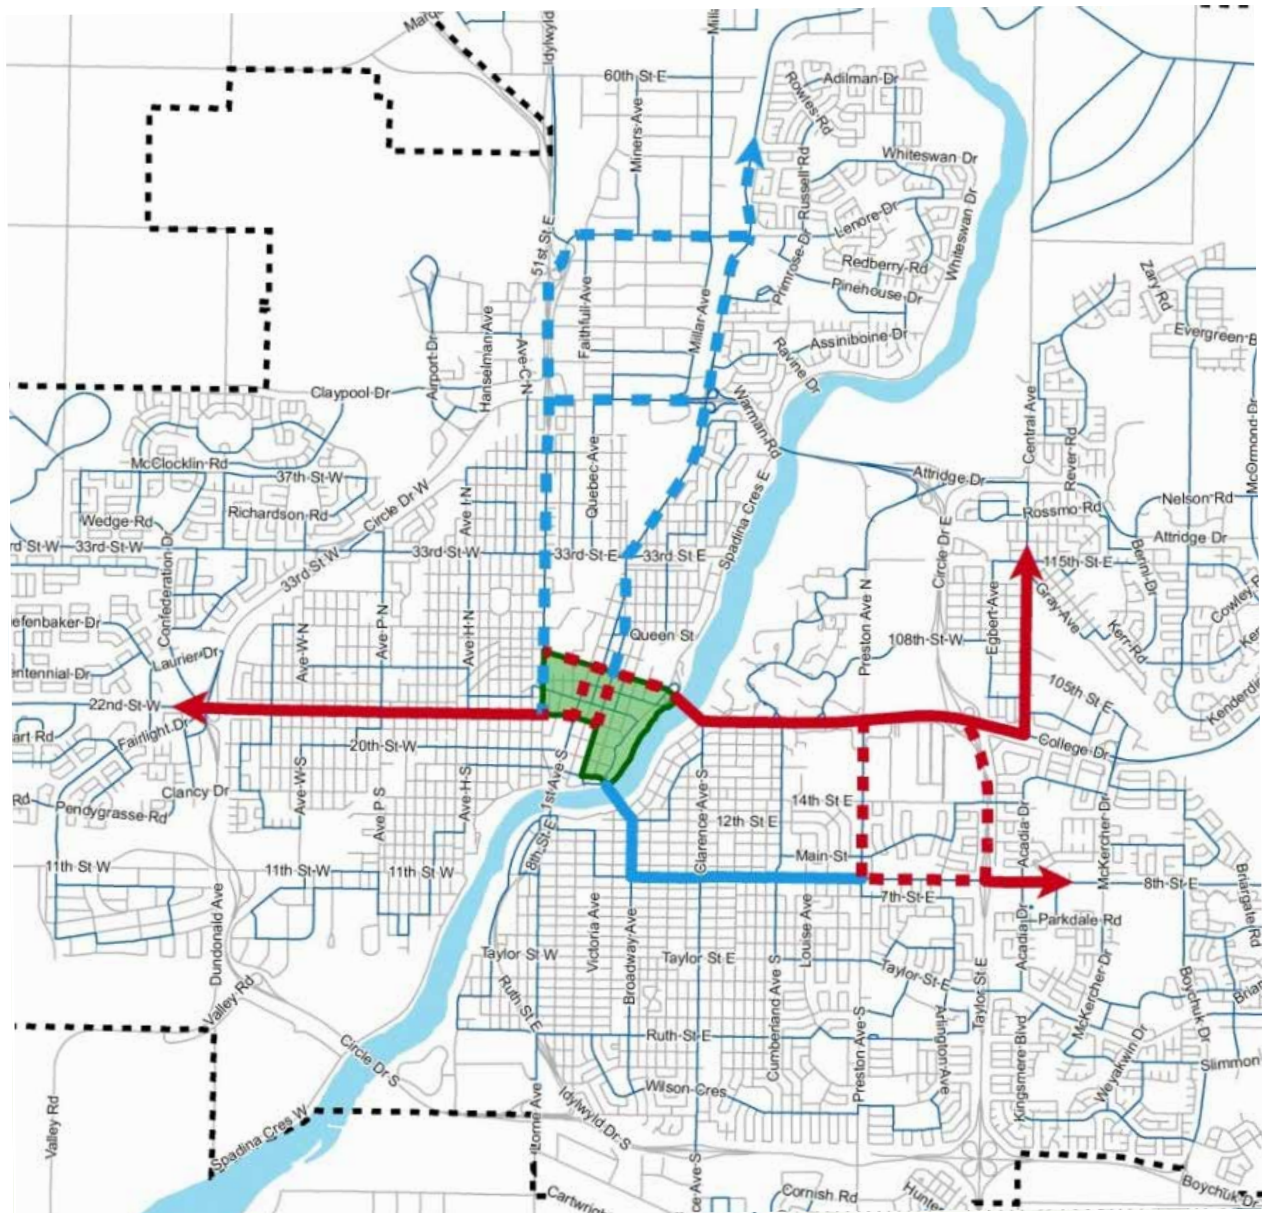 Idylwyld
60th St E
Adilman Dr
Rowles Rd
Miners Ave
Whiteswan Dr
Russell Rd
Lenore Dr
Whiteswan Dr
51st St E
Primrose Dr
Redberry Rd
Pinehouse Dr
Zary Rd
Faithfull Ave
Millar Ave
Assiniboine Dr
Evergreen B
Ravine Dr
Airport Dr
Hanselman Ave
Ave C N
Claypool Dr
Warman Rd
Central Ave
McOrmond Dr
McClocklin Rd
37th St W
Quebec Ave
Attridge Dr
Rever Rd
Nelson Rd
Wedge Rd
Richardson Rd
Circle Dr W
Ave I N
Spadina Cres E
Rossmo Rd
Attridge Dr
rd St W
33rd St W
33rd St W
33rd St W
33rd St E
33rd St E
Circle Dr E
115th St E
Berini Dr
Confederation Dr
Preston Ave N
Egbert Ave
Gray Ave
Cowley R
efenbaker Dr
Ave W N
Ave P N
Ave H N
Queen St
108th St W
Kerr Rd
Ker
Laurier Dr
entennial Dr
105th St E
22nd St W
Kenderdi
art Rd
Fairlight Dr
20th St W
College Dr
Clancy Dr
Rd
Pendygrasse Rd
Ave W S
Ave P S
Ave H S
1st Ave S
Clarence Ave S
14th St E
12th St E
Acadia Dr
McKercher Dr
8th St E
Main St
11th St W
11th St W
11th St W
7th St E
8th St E
Briargate Rd
Dundonald Ave
Victoria Ave
Broadway Ave
Louise Ave
Acadia Dr
Parkdale Rd
Taylor St W
Taylor St E
Taylor St E
Taylor St E
McKercher Dr
Boychuk Dr
Briar
Valley Rd
Ruth St E
Cumberland Ave S
Ruth St E
Preston Ave S
Arlington Ave
Kingsmere Blvd
Circle Dr S
Weyakwin Dr
Slimmon
Wilson Cres
Valley Rd
Spadina Cres W
Lorne Ave
Idylwyld Dr S
ce Ave S
Cartwrigh
Cornish Rd
Hunter
Boychuk Dr